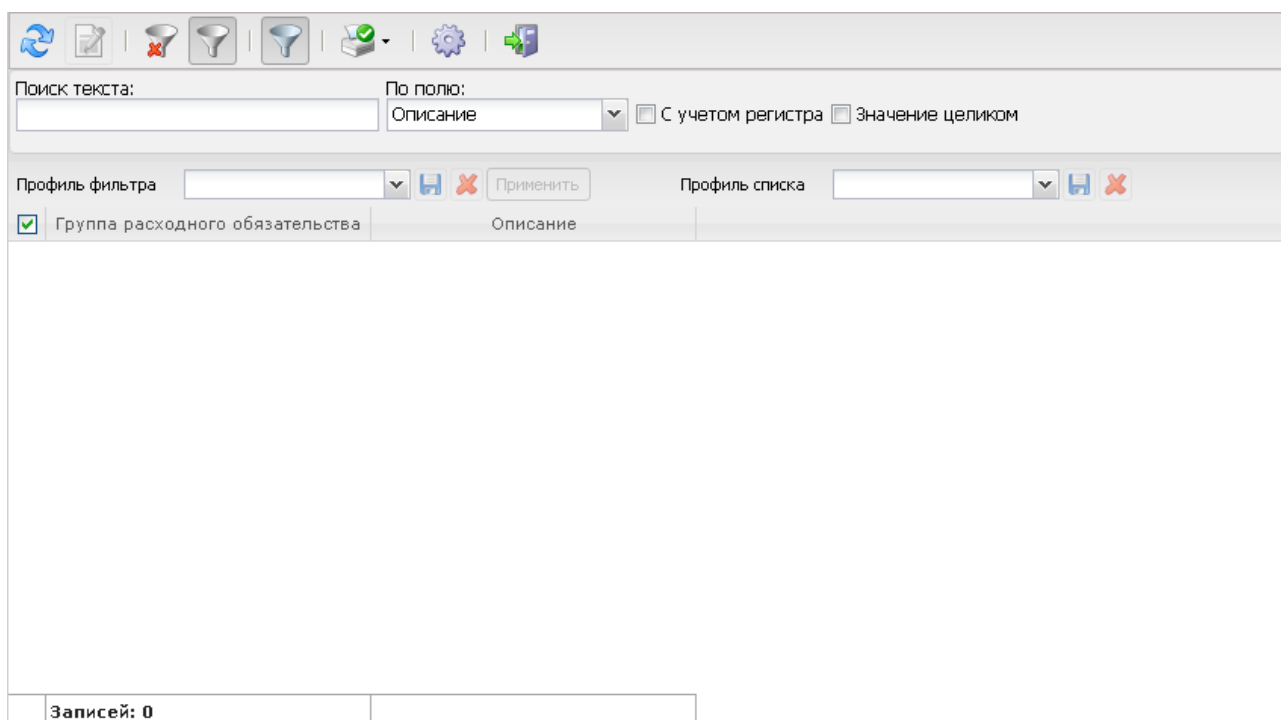 Поиск текста: По полю:
Описание С учетом регистра Значение целиком
Профиль фильтра Применить Профиль списка
Группа расходного обязательства Описание
Записей: 0